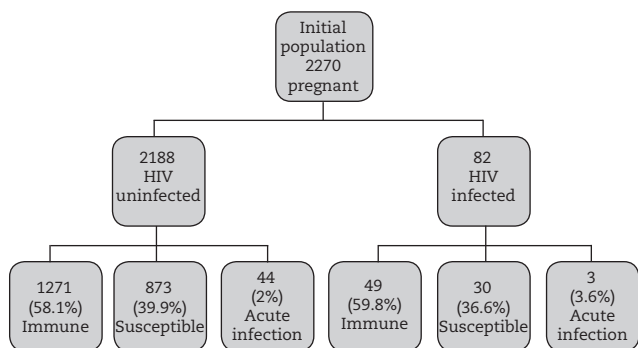 Initial
population
2270
pregnant
2188
HIV
uninfected
82
HIV
infected
1271
(58.1%)
Immune
873
(39.9%)
Susceptible
44
(2%)
Acute
infection
49
(59.8%)
Immune
30
(36.6%)
Susceptible
3
(3.6%)
Acute
infection